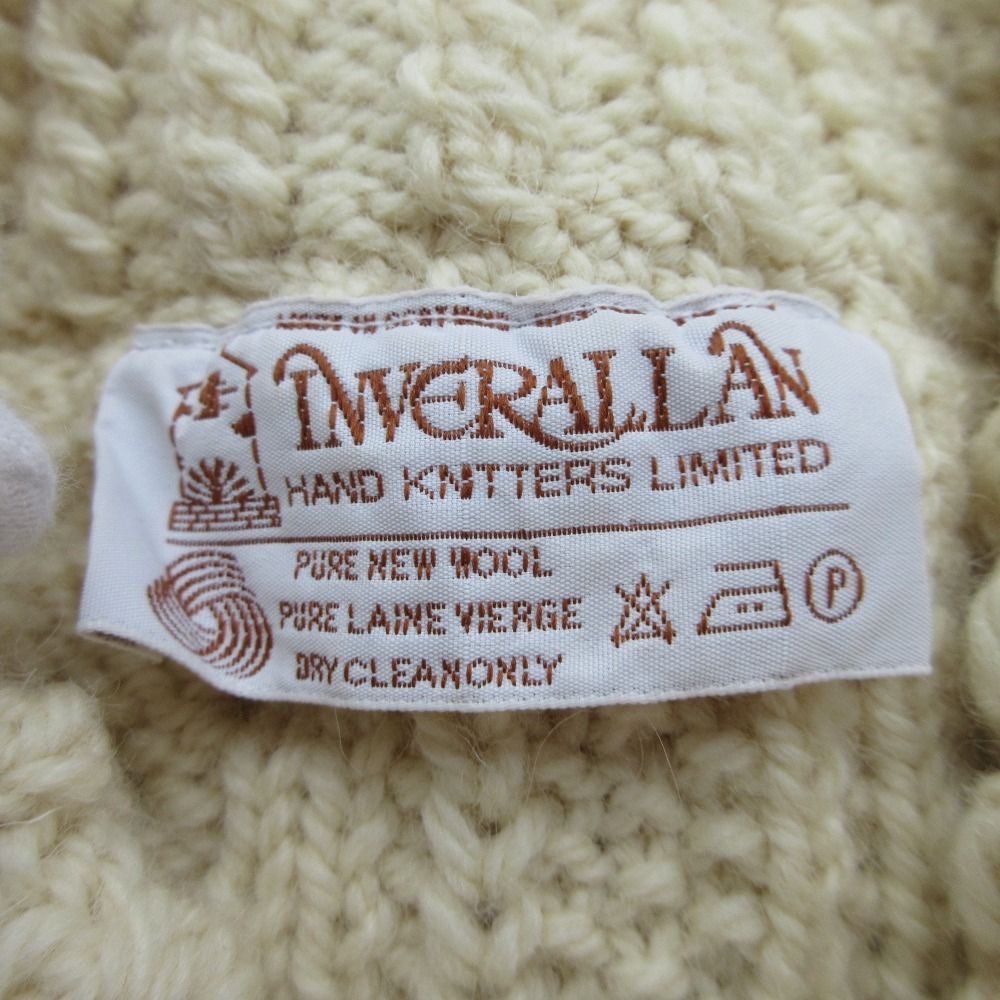 INVERALLAN
HAND KNITTERS LIMITED
PURE NEW WOOL
PURE LAINE VIERGE
DRY CLEAN ONLY
P